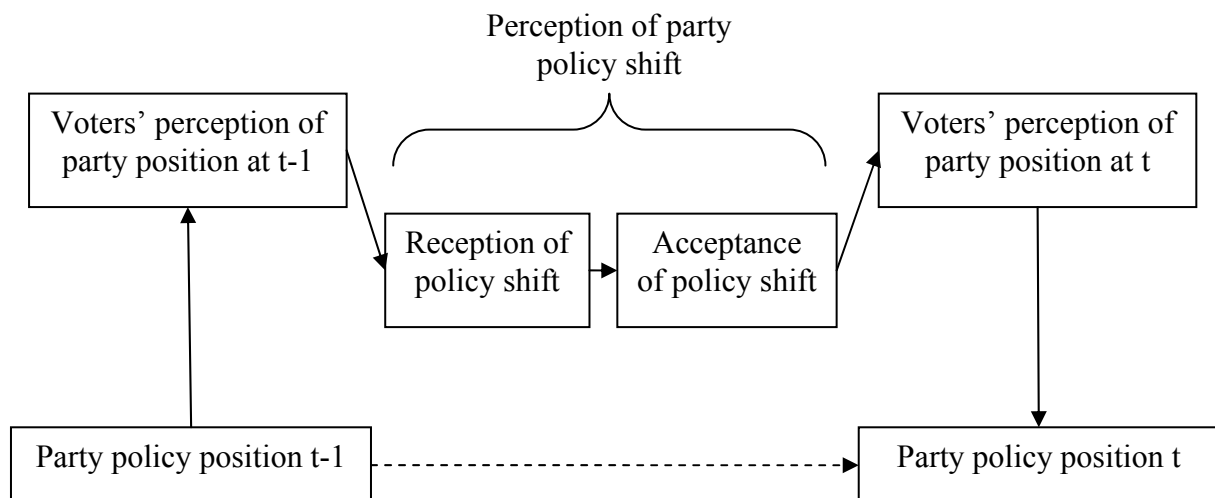 Perception of party
policy shift
Voters’ perception of
party position at t-1
Voters’ perception of
party position at t
Reception of
policy shift
Acceptance
of policy shift
Party policy position t-1
Party policy position t